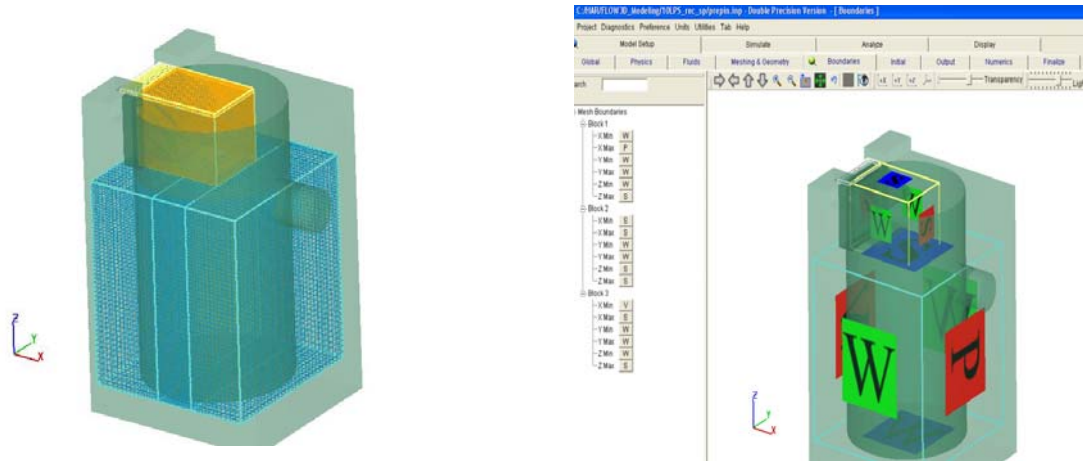 C:/HAR/FLOW3D_Modeling/10LPS_rec_sp/prepin.inp - Double Precision Version - [ Boundaries ]
Project Diagnostics Preference Units Utilities Tab Help
Model Setup Simulate Analyze Display
Global Physics Fluids Meshing & Geometry Boundaries Initial Output Numerics Finalize
arch
Transparency Ligh
Mesh Boundaries
Block 1
X Min W
X Max P
Y Min W
Y Max W
Z Min W
Z Max S
Block 2
X Min S
X Max S
Y Min W
Y Max W
Z Min S
Z Max S
Block 3
X Min V
X Max S
Y Min W
Y Max W
Z Min W
Z Max S
W
S
W
P
Z
Y
X
Z
Y
X